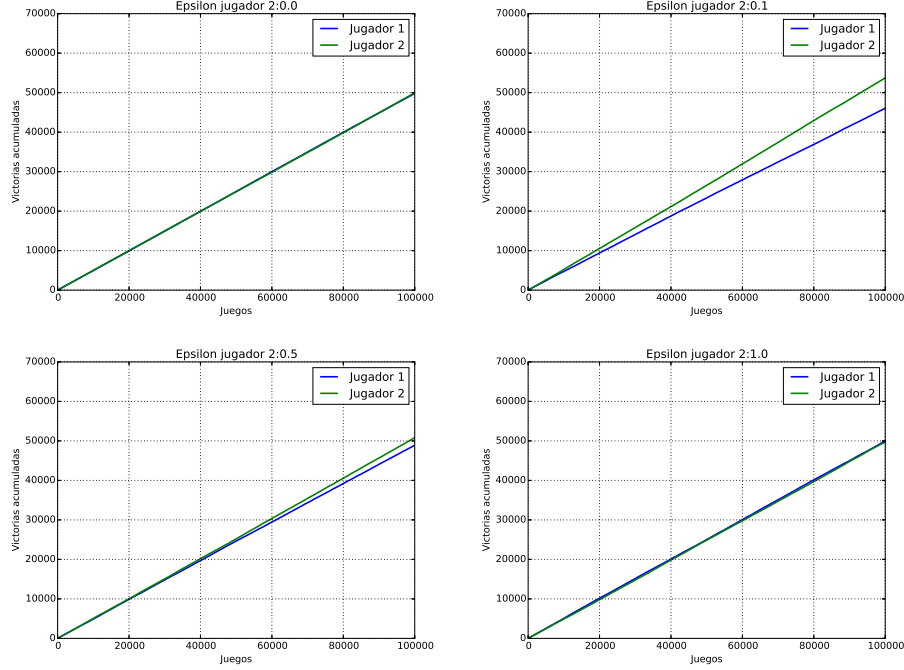 Epsilon jugador 2:0.0
Jugador 1
Jugador 2
Victorias acumuladas
70000
60000
50000
40000
30000
20000
10000
0
0 20000 40000 60000 80000 100000
Juegos
Epsilon jugador 2:0.1
Jugador 1
Jugador 2
Victorias acumuladas
70000
60000
50000
40000
30000
20000
10000
0
0 20000 40000 60000 80000 100000
Juegos
Epsilon jugador 2:0.5
Jugador 1
Jugador 2
Victorias acumuladas
70000
60000
50000
40000
30000
20000
10000
0
0 20000 40000 60000 80000 100000
Juegos
Epsilon jugador 2:1.0
Jugador 1
Jugador 2
Victorias acumuladas
70000
60000
50000
40000
30000
20000
10000
0
0 20000 40000 60000 80000 100000
Juegos